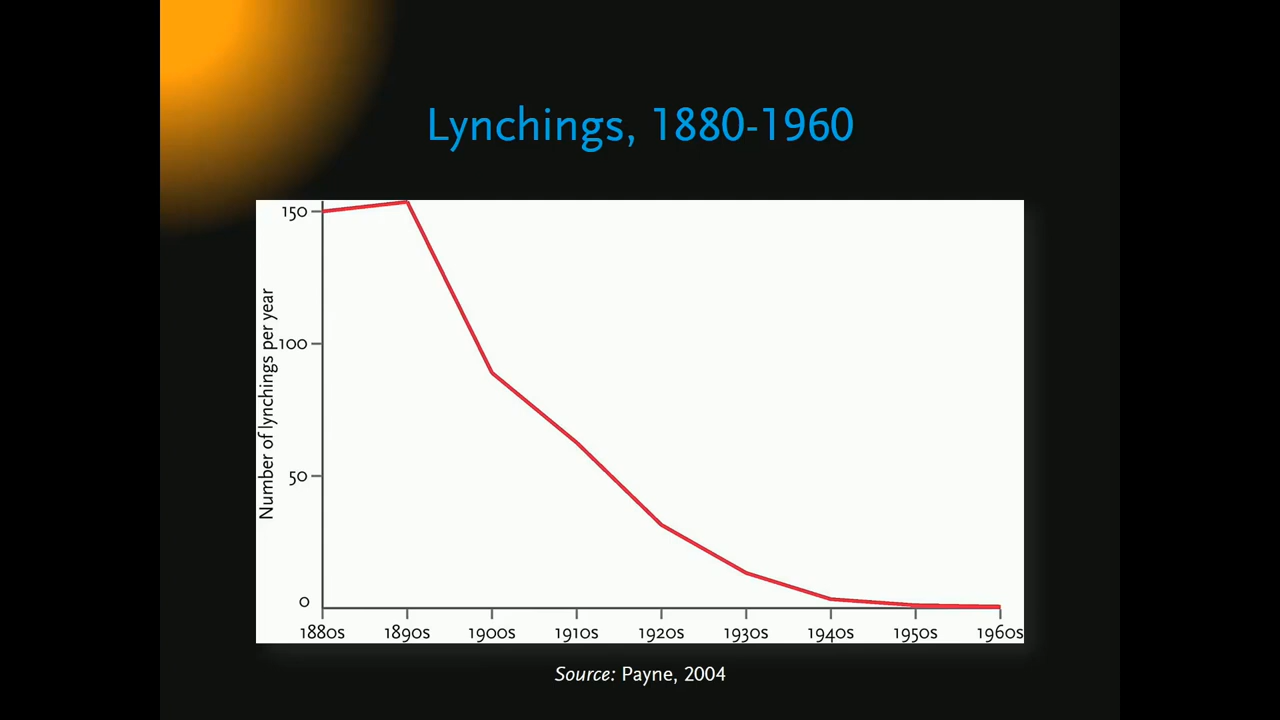 Lynchings, 1880-1960
Number of lynchings per year
150
100
50
0
1880s 1890s 1900s 1910s 1920s 1930s 1940s 1950s 1960s
Source: Payne, 2004